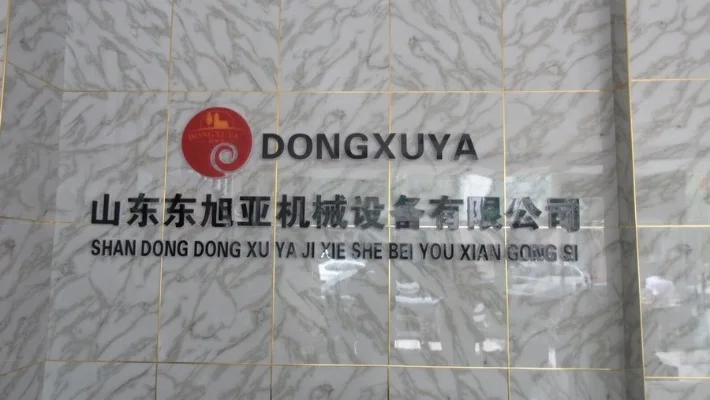 DONGXUYA
DONGXUYA
山东东旭亚机械设备有限公司
SHAN DONG DONG XU YA JI XIE SHE BEI YOU XIAN GONG SI